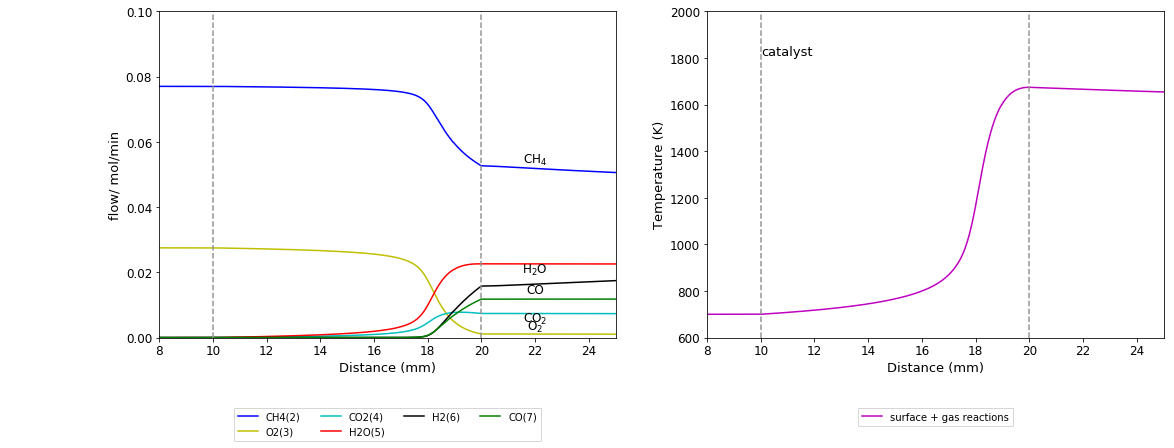 0.10
0.08
0.06
0.04
0.02
0.00
flow/ mol/min
CH₄
H₂O
CO
CO₂
O₂
8 10 12 14 16 18 20 22 24
Distance (mm)
CH4(2) CO2(4) H2(6) CO(7)
O2(3) H2O(5)
2000
1800
1600
1400
1200
1000
800
600
Temperature (K)
catalyst
8 10 12 14 16 18 20 22 24
Distance (mm)
surface + gas reactions